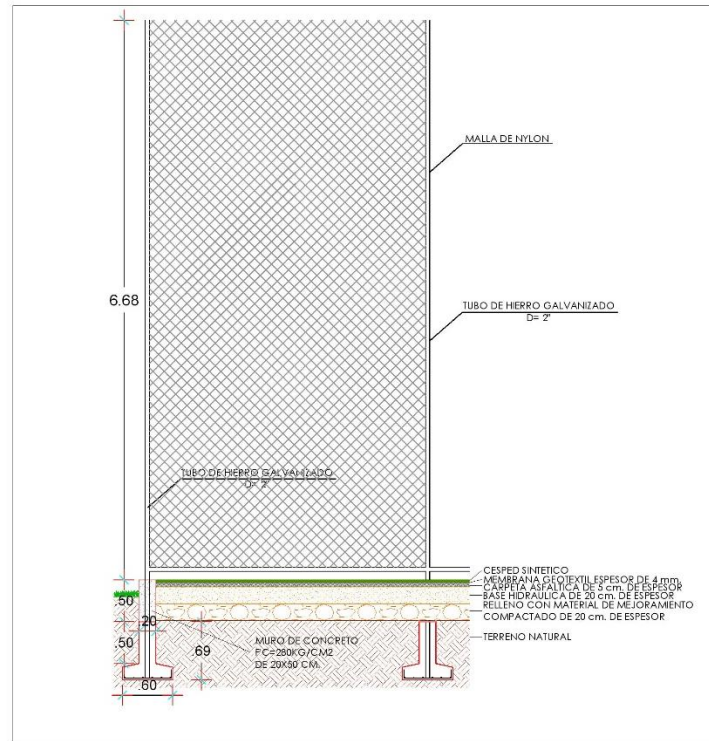 MALLA DE NYLON
6.68
TUBO DE HIERRO GALVANIZADO
D= 2"
TUBO DE HIERRO GALVANIZADO
D= 2"
CESPED SINTETICO
MEMBRANA GEOTEXTIL ESPESOR DE 4 mm.
CARPETA ASFALTICA DE 5 cm. DE ESPESOR
BASE HIDRAULICA DE 20 cm. DE ESPESOR
RELLENO CON MATERIAL DE MEJORAMIENTO
COMPACTADO DE 20 cm. DE ESPESOR
.50
.20
.50
.69
MURO DE CONCRETO
F'C=280KG/CM2
DE 20X50 CM.
TERRENO NATURAL
.60